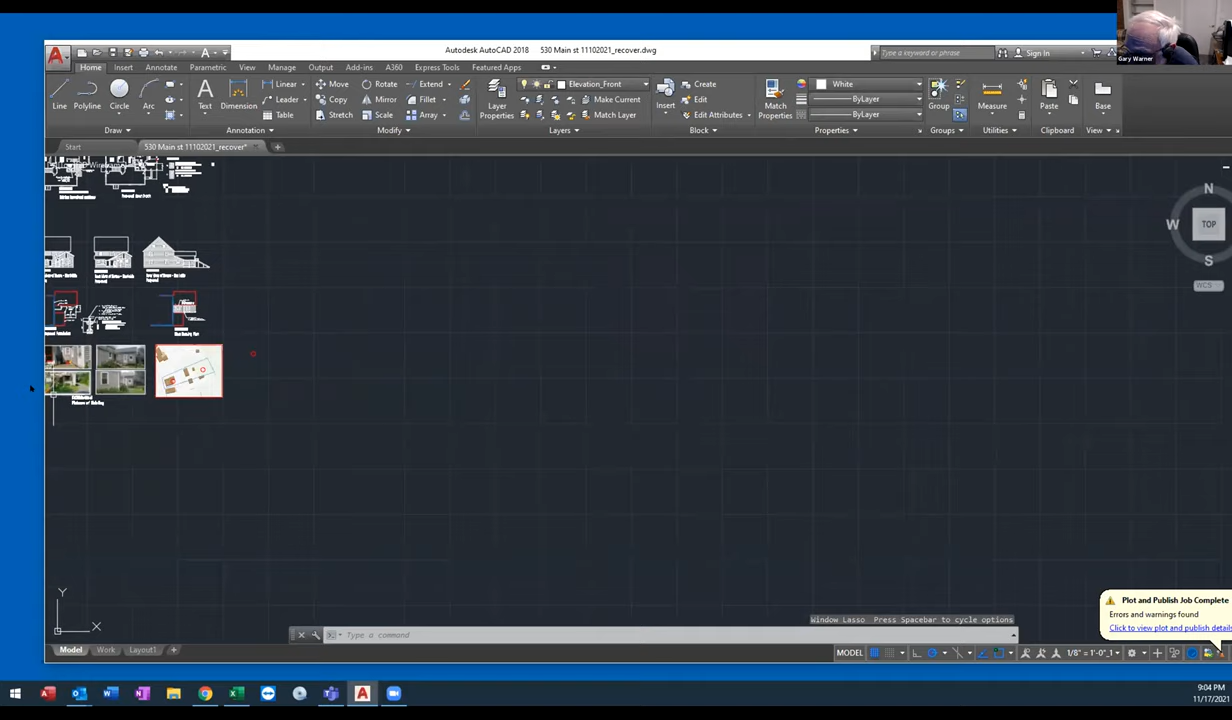 Gary Warner
Autodesk AutoCAD 2018 530 Main st 11102021_recover.dwg
Type a keyword or phrase
Sign In
Home Insert Annotate Parametric View Manage Output Add-ins A360 Express Tools Featured Apps
Line Polyline Circle Arc
Text Dimension
Linear
Leader
Table
Move Rotate Extend
Copy Mirror Fillet
Stretch Scale Array
Layer Properties
Elevation_Front
Make Current
Match Layer
Insert
Create
Edit
Edit Attributes
Match Properties
White
ByLayer
ByLayer
Group
Measure
Paste
Base
Draw Annotation Modify Layers Block Properties Groups Utilities Clipboard View
Start 530 Main st 11102021_recover*
N
W TOP
S
WCS
Y
X
Window Lasso Press Spacebar to cycle options
Type a command
Plot and Publish Job Complete
Errors and warnings found
Click to view plot and publish details
Model Work Layout1
MODEL 1/8" = 1'-0"_1
9:04 PM
11/17/2021